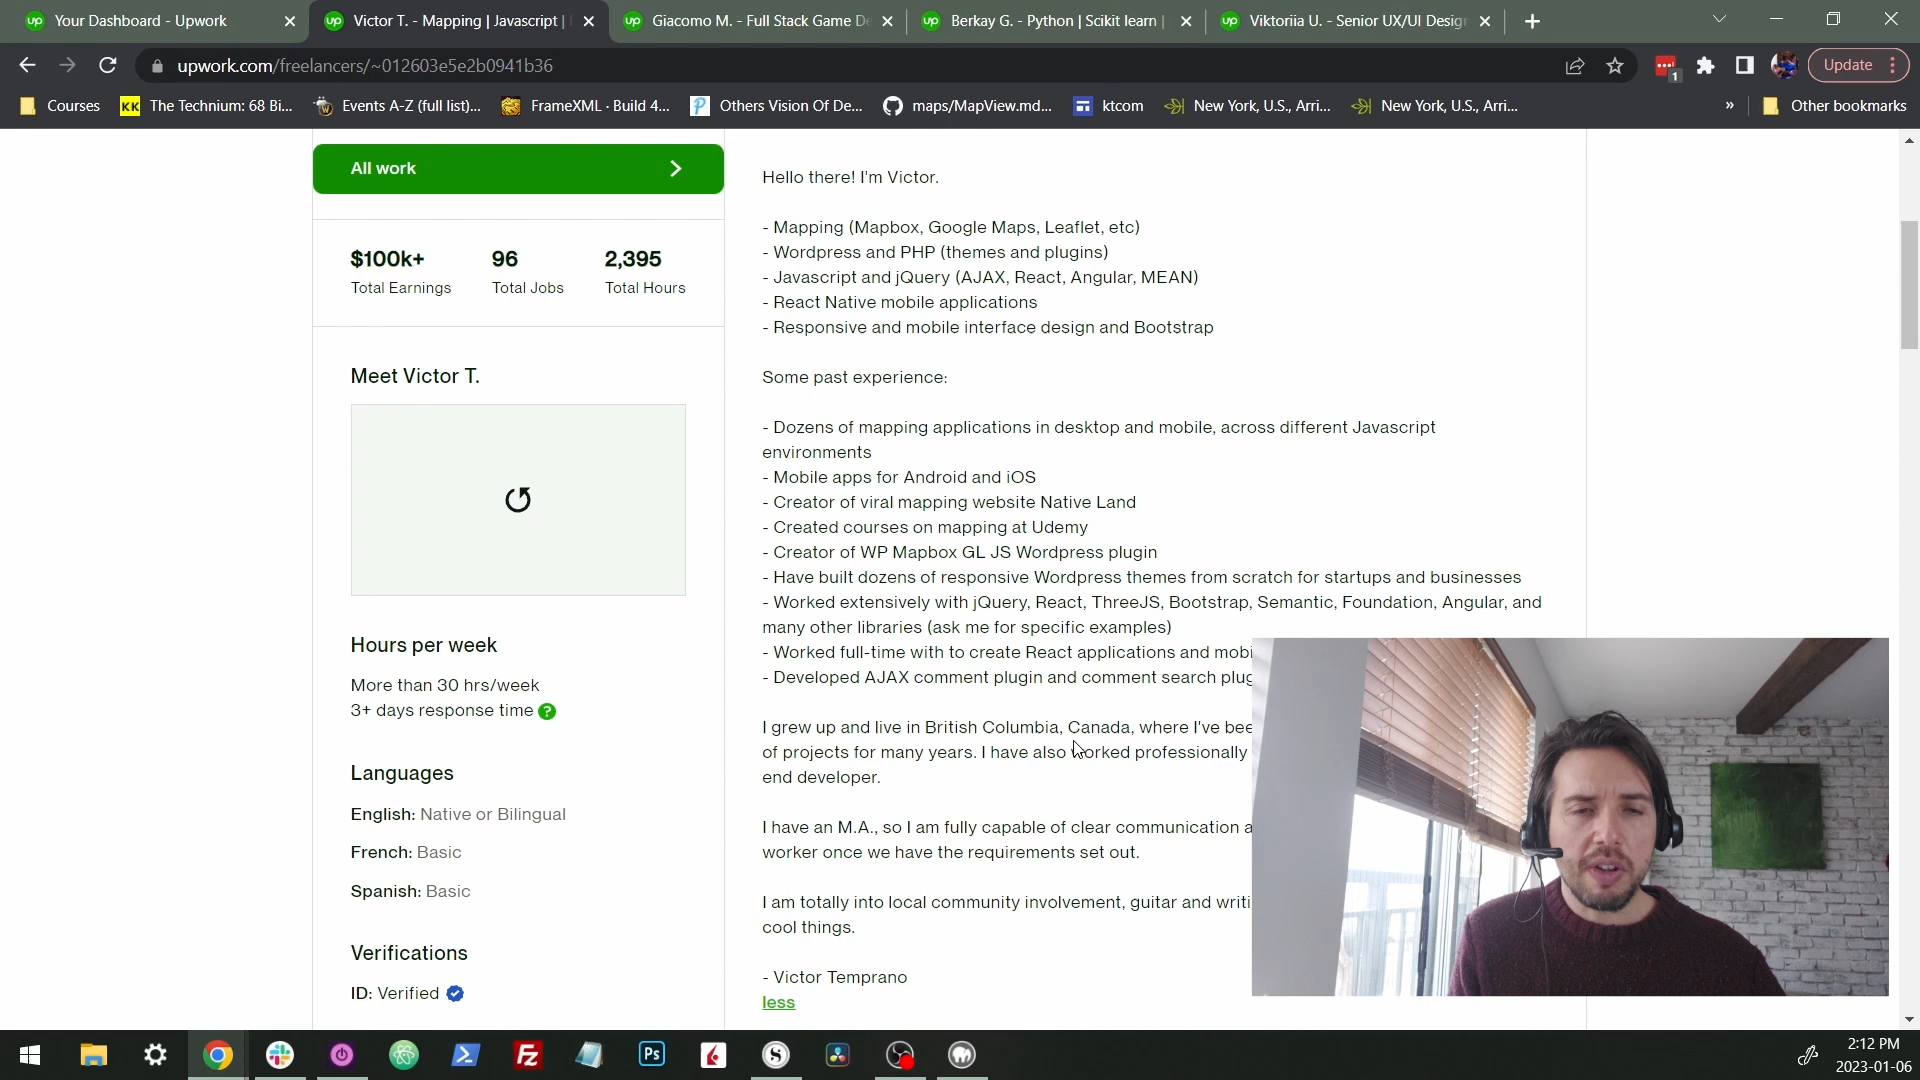 Your Dashboard - Upwork
Victor T. - Mapping | Javascript |
Giacomo M. - Full Stack Game De
Berkay G. - Python | Scikit learn |
Viktoriia U. - Senior UX/UI Design
upwork.com/freelancers/~012603e5e2b0941b36
1
Update
Courses
KK The Technium: 68 Bi...
Events A-Z (full list)...
FrameXML · Build 4...
Others Vision Of De...
maps/MapView.md...
ktcom
New York, U.S., Arri...
New York, U.S., Arri...
»
Other bookmarks
All work
$100k+ 96 2,395
Total Earnings Total Jobs Total Hours
Meet Victor T.
Hours per week
More than 30 hrs/week
3+ days response time ?
Languages
English: Native or Bilingual
French: Basic
Spanish: Basic
Verifications
ID: Verified
Hello there! I'm Victor.
- Mapping (Mapbox, Google Maps, Leaflet, etc)
- Wordpress and PHP (themes and plugins)
- Javascript and jQuery (AJAX, React, Angular, MEAN)
- React Native mobile applications
- Responsive and mobile interface design and Bootstrap
Some past experience:
- Dozens of mapping applications in desktop and mobile, across different Javascript
environments
- Mobile apps for Android and iOS
- Creator of viral mapping website Native Land
- Created courses on mapping at Udemy
- Creator of WP Mapbox GL JS Wordpress plugin
- Have built dozens of responsive Wordpress themes from scratch for startups and businesses
- Worked extensively with jQuery, React, ThreeJS, Bootstrap, Semantic, Foundation, Angular, and
many other libraries (ask me for specific examples)
- Worked full-time with to create React applications and mobi
- Developed AJAX comment plugin and comment search plug
I grew up and live in British Columbia, Canada, where I've bee
of projects for many years. I have also worked professionally
end developer.
I have an M.A., so I am fully capable of clear communication a
worker once we have the requirements set out.
I am totally into local community involvement, guitar and writi
cool things.
- Victor Temprano
less
Fz
Ps
2:12 PM
2023-01-06